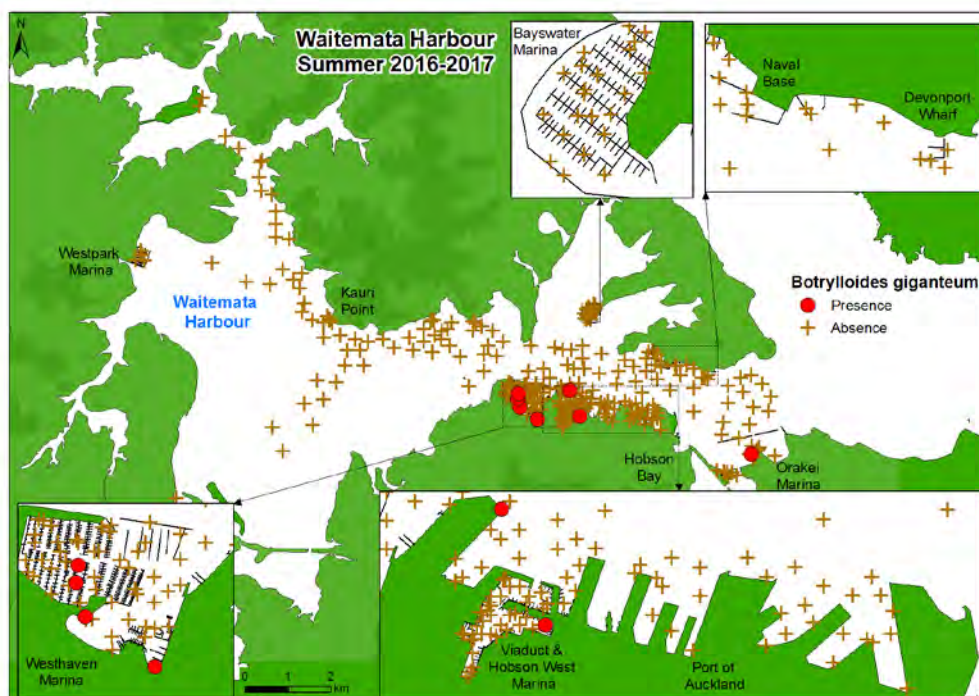 N
Waitemata Harbour
Summer 2016-2017
Bayswater
Marina
Naval
Base
Devonport
Wharf
Westpark
Marina
Waitemata
Harbour
Kauri
Point
Botrylloides giganteum
Presence
Absence
Hobson
Bay
Orakei
Marina
Westhaven
Marina
0 1 2
km
Viaduct &
Hobson West
Marina
Port of
Auckland